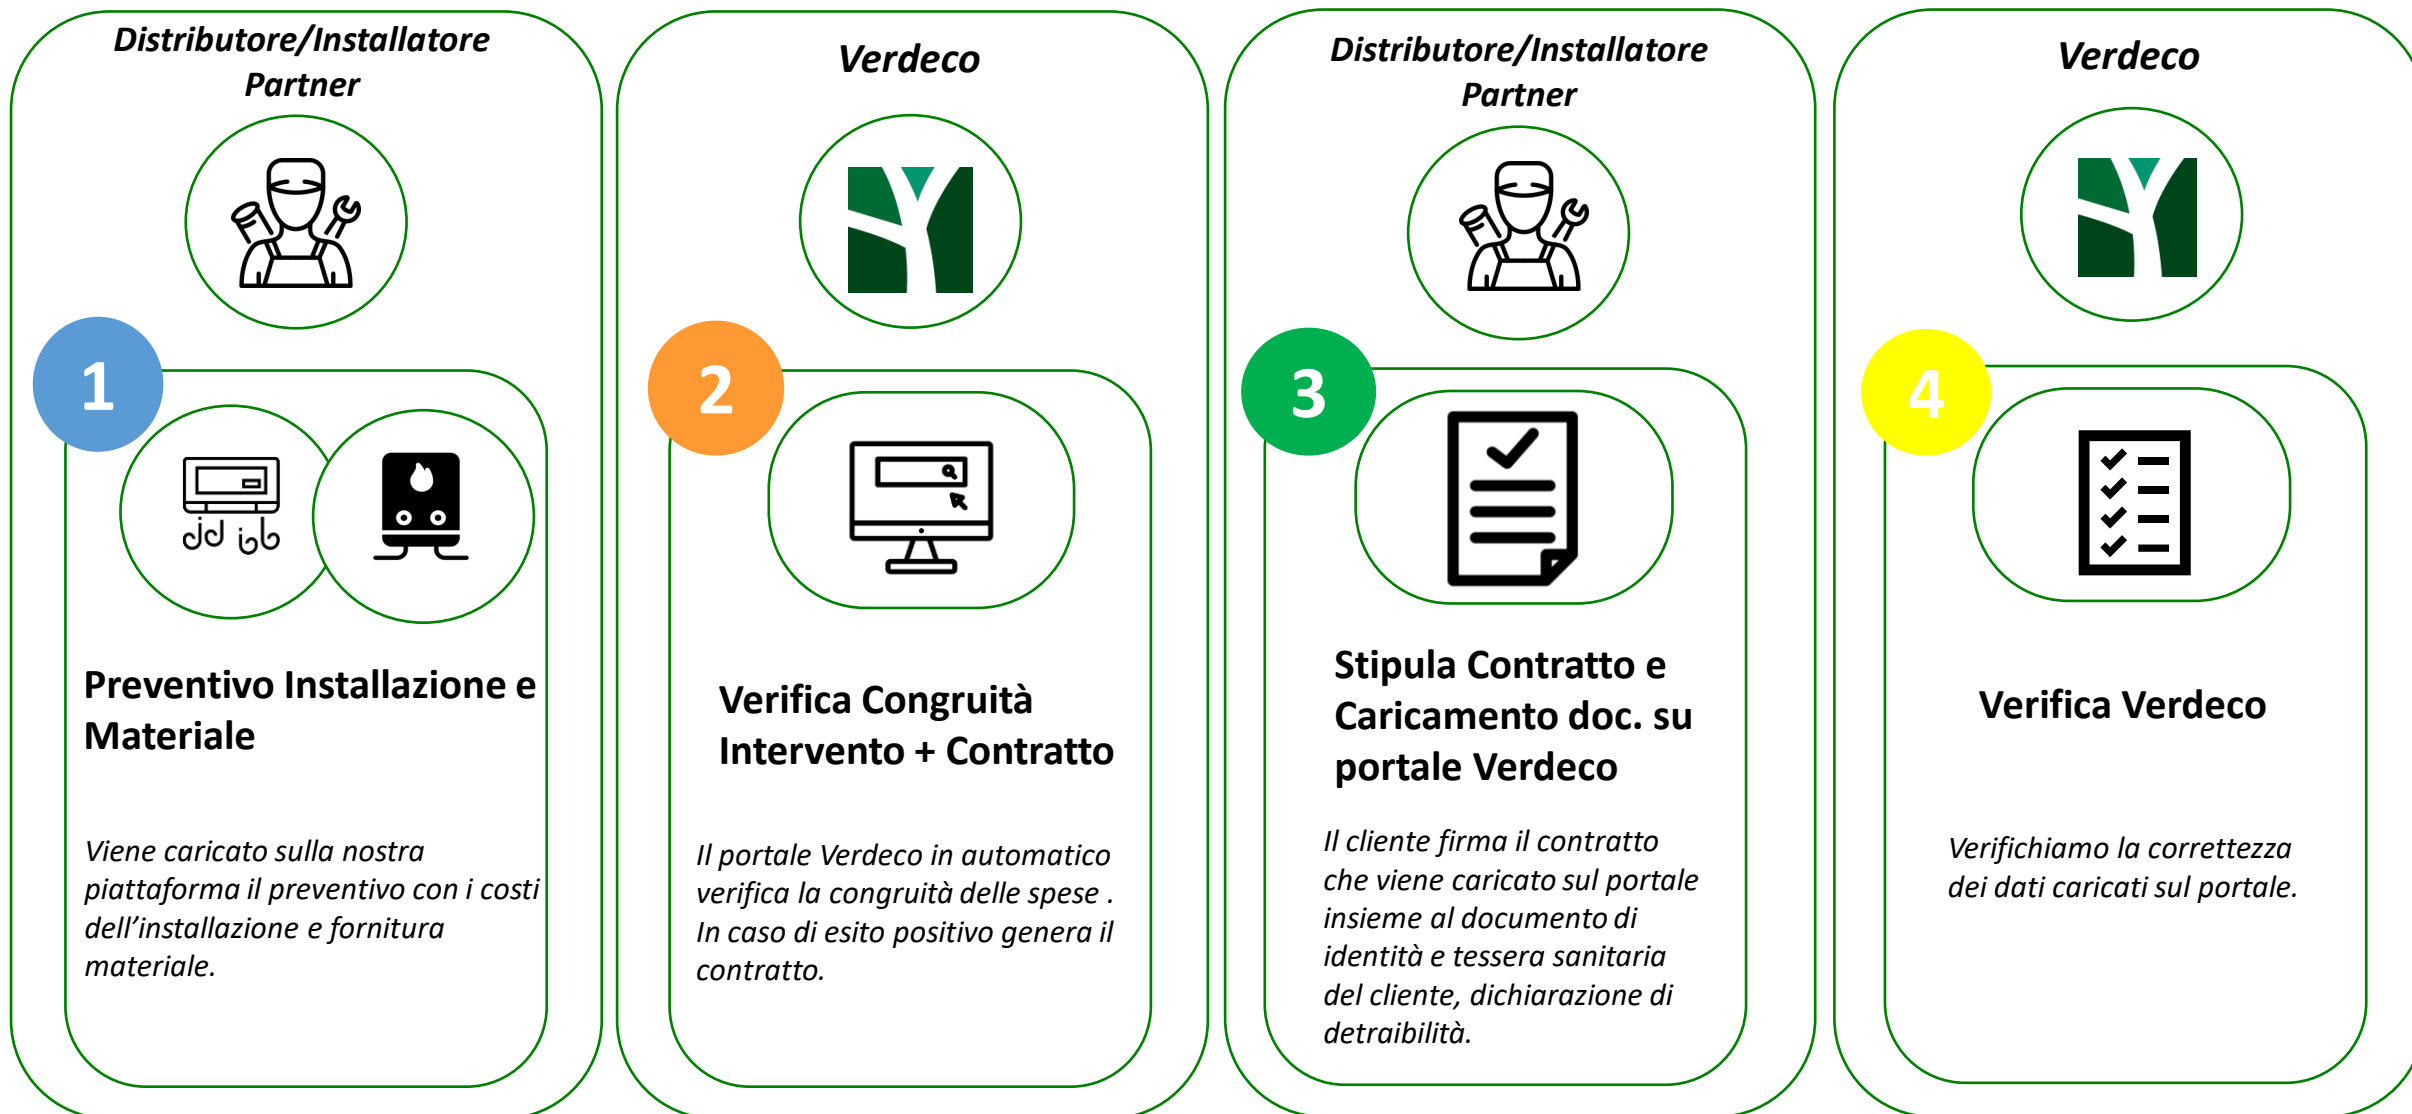 Distributore/Installatore
Partner
1
Preventivo Installazione e
Materiale
Viene caricato sulla nostra
piattaforma il preventivo con i costi
dell’installazione e fornitura
materiale.
Verdeco
2
Verifica Congruità
Intervento + Contratto
Il portale Verdeco in automatico
verifica la congruità delle spese .
In caso di esito positivo genera il
contratto.
Distributore/Installatore
Partner
3
Stipula Contratto e
Caricamento doc. su
portale Verdeco
Il cliente firma il contratto
che viene caricato sul portale
insieme al documento di
identità e tessera sanitaria
del cliente, dichiarazione di
detraibilità.
Verdeco
4
Verifica Verdeco
Verifichiamo la correttezza
dei dati caricati sul portale.